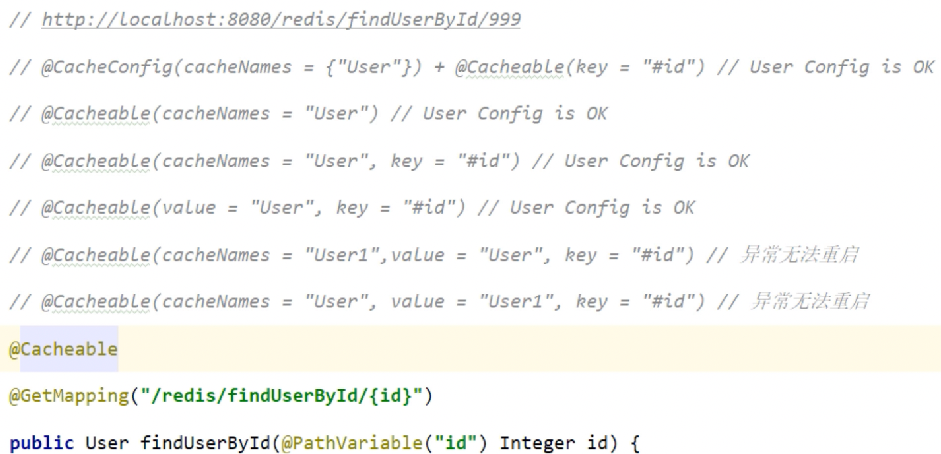 // http://localhost:8080/redis/findUserById/999
// @CacheConfig(cacheNames = {"User"}) + @Cacheable(key = "#id") // User Config is OK
// @Cacheable(cacheNames = "User") // User Config is OK
// @Cacheable(cacheNames = "User", key = "#id") // User Config is OK
// @Cacheable(value = "User", key = "#id") // User Config is OK
// @Cacheable(cacheNames = "User1",value = "User", key = "#id") // 异常无法重启
// @Cacheable(cacheNames = "User", value = "User1", key = "#id") // 异常无法重启
@Cacheable
@GetMapping("/redis/findUserById/{id}")
public User findUserById(@PathVariable("id") Integer id) {